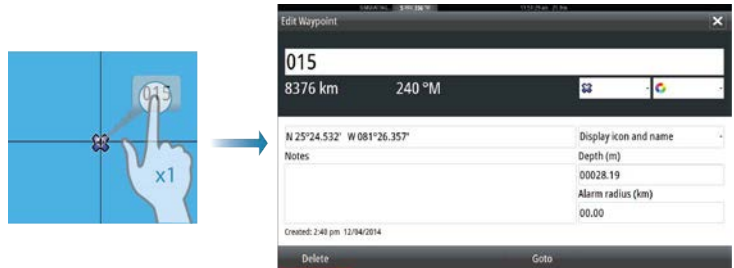 015
x1
Edit Waypoint
015
8376 km 240 °M
N 25°24.532' W 081°26.357'
Display icon and name
Notes
Depth (m)
00028.19
Alarm radius (km)
00.00
Created: 2:40 pm 12/04/2014
Delete Goto